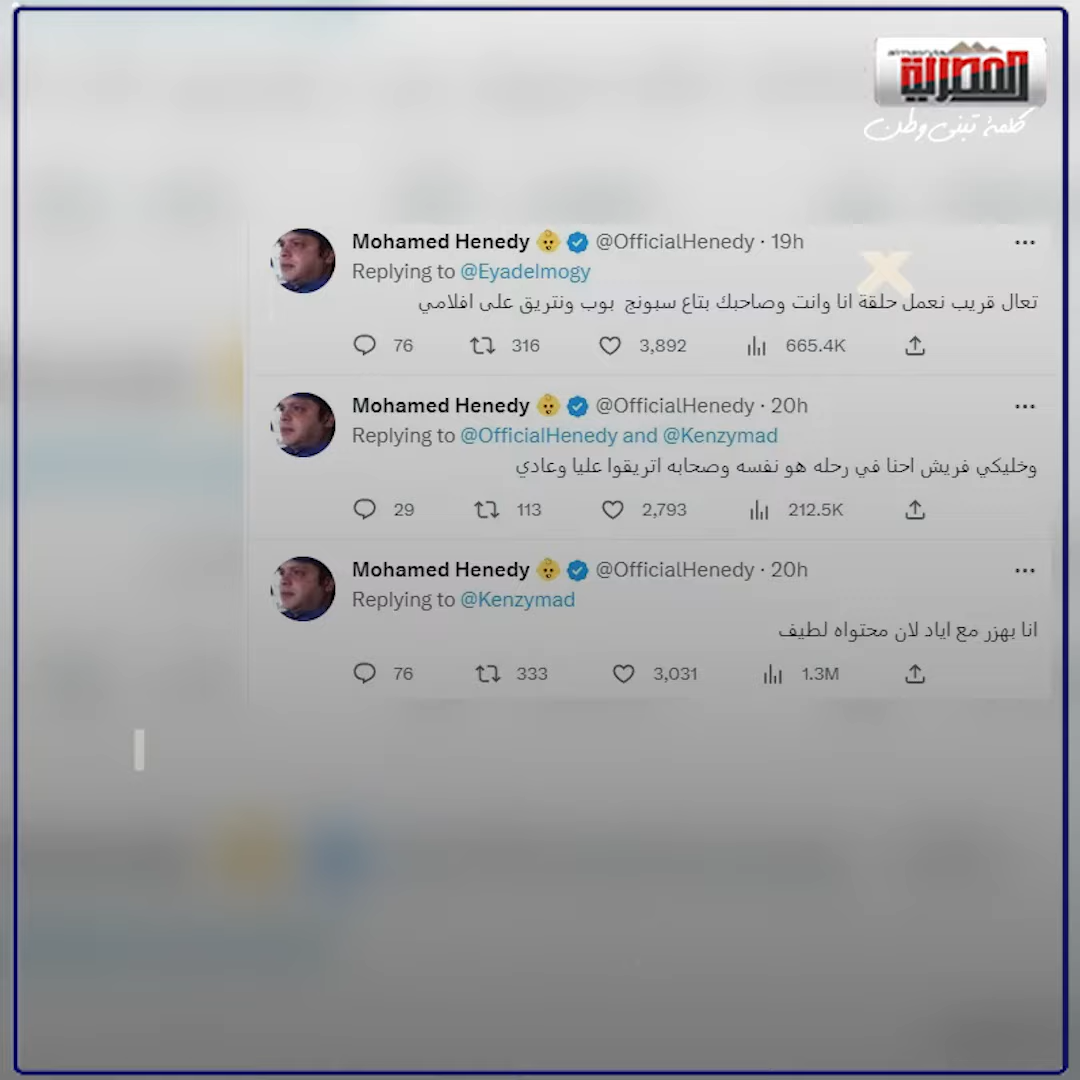 المصرية
كلمة تبنى وطن
Mohamed Henedy @OfficialHenedy · 19h
Replying to @Eyadelmogy
تعال قريب نعمل حلقة انا وانت وصاحبك بتاع سبونج بوب ونتريق على افلامي
76 316 3,892 665.4K
Mohamed Henedy @OfficialHenedy · 20h
Replying to @OfficialHenedy and @Kenzymad
وخليكي فريش احنا في رحله هو نفسه وصحابه اتريقوا عليا وعادي
29 113 2,793 212.5K
Mohamed Henedy @OfficialHenedy · 20h
Replying to @Kenzymad
انا بهزر مع اياد لان محتواه لطيف
76 333 3,031 1.3M